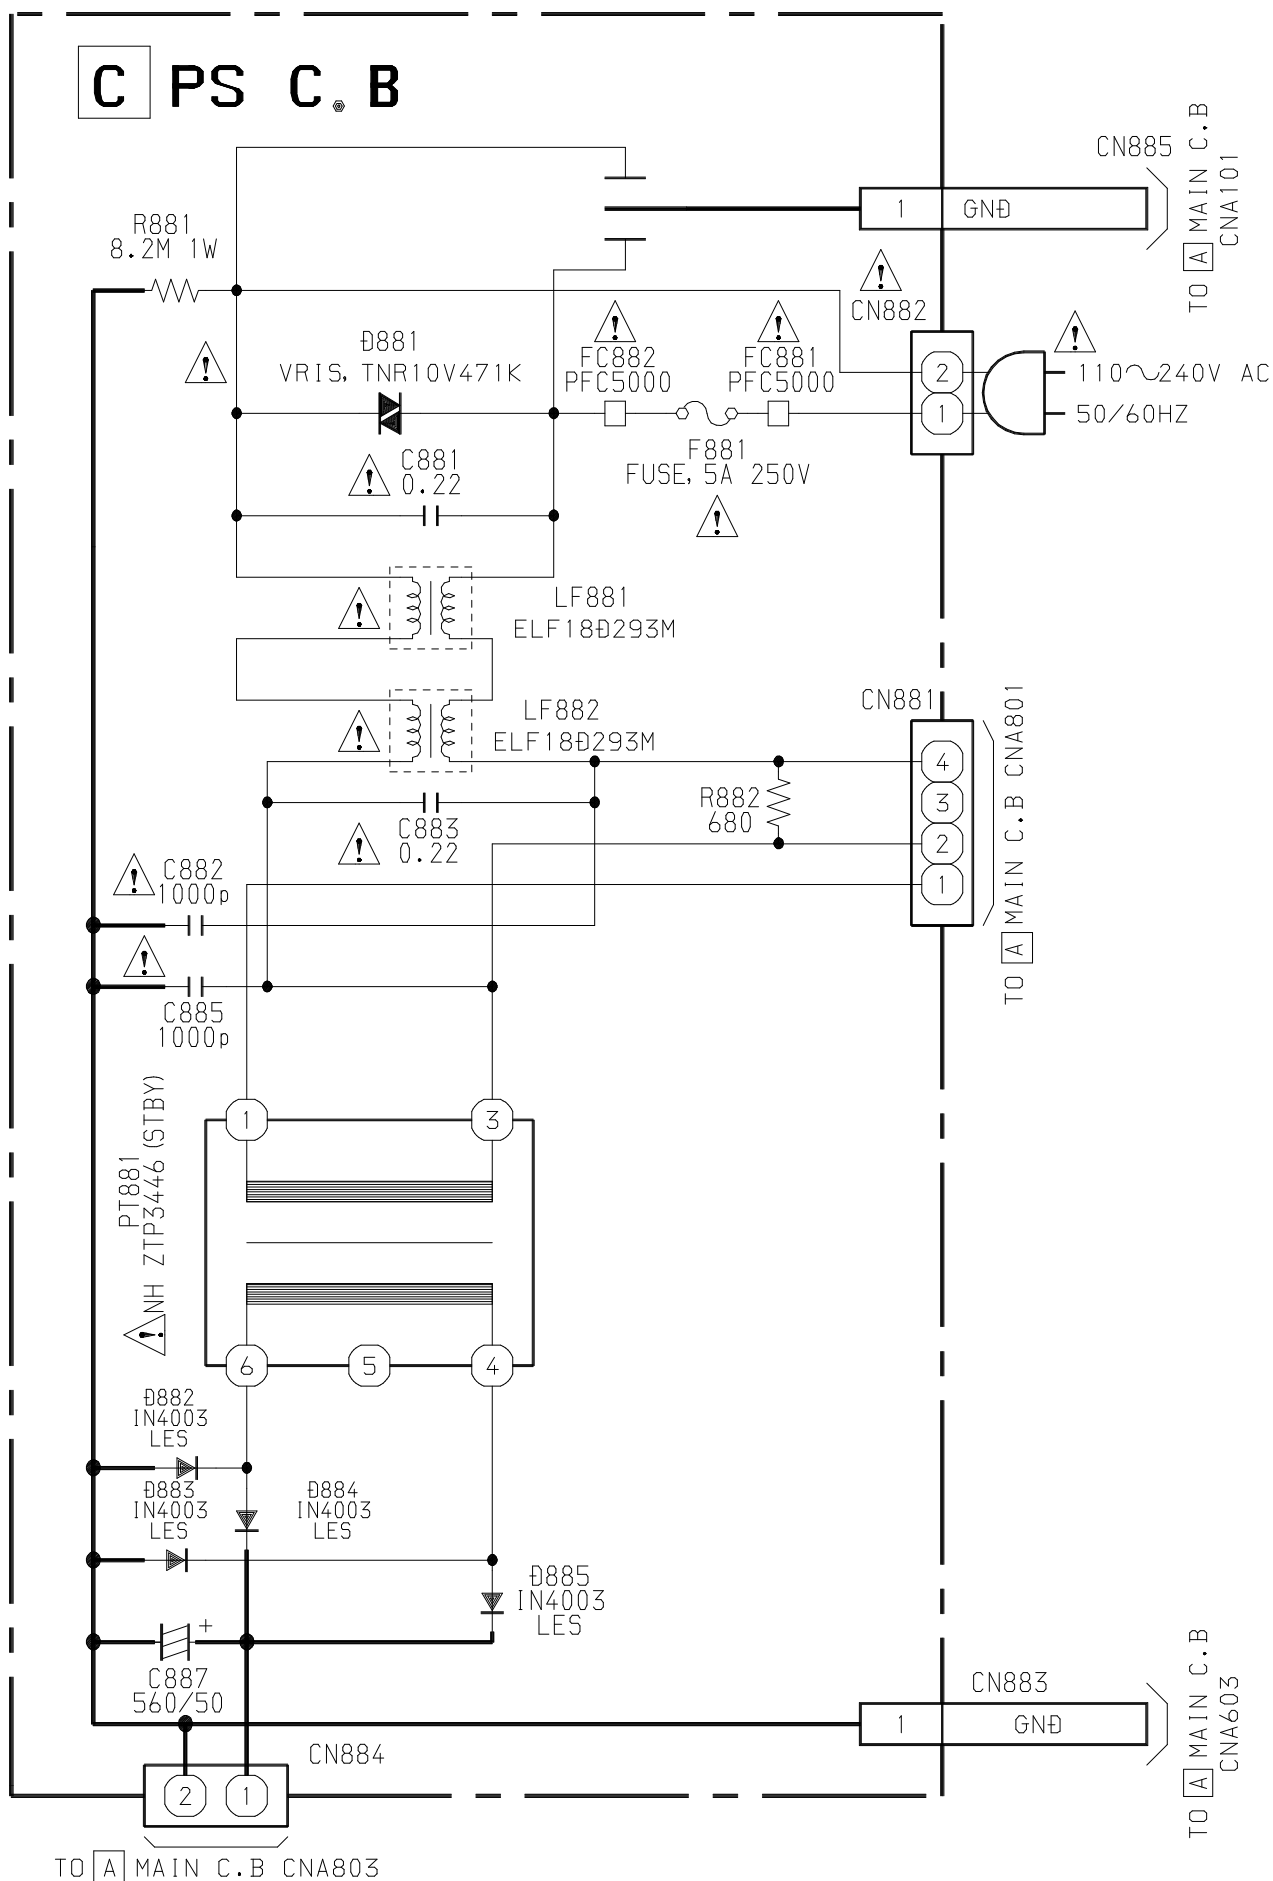 C PS C.B
CN885
TO A MAIN C.B
CNA101
1 GND
R881
8.2M 1W
CN882
D881
VRIS, TNR10V471K
FC882
PFC5000
FC881
PFC5000
2
1
110~240V AC
50/60HZ
F881
FUSE, 5A 250V
C881
0.22
LF881
ELF18D293M
LF882
ELF18D293M
CN881
4
3
2
1
TO A MAIN C.B CNA801
R882
680
C883
0.22
C882
1000p
C885
1000p
PT881
NH ZTP3446 (STBY)
1
3
6
5
4
D882
IN4003
LES
D883
IN4003
LES
D884
IN4003
LES
D885
IN4003
LES
+
C887
560/50
CN883
1 GND
TO A MAIN C.B
CNA603
CN884
2
1
TO A MAIN C.B CNA803